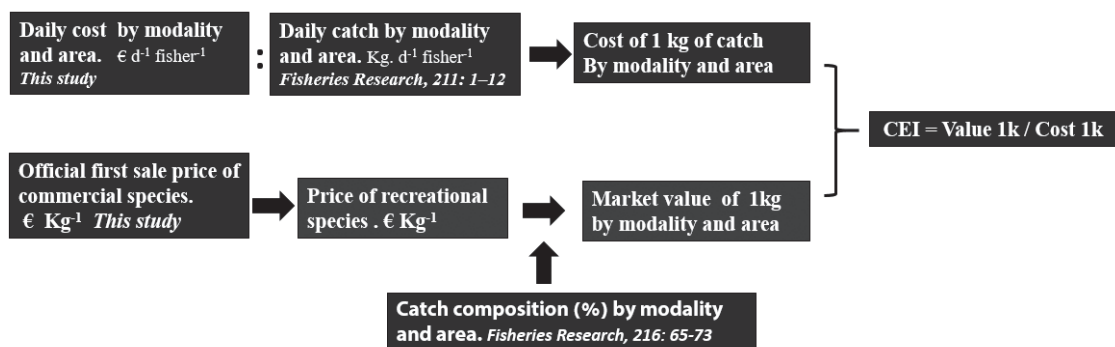 Daily cost by modality
and area. € d⁻¹ fisher⁻¹
This study
:
Daily catch by modality
and area. Kg. d⁻¹ fisher⁻¹
Fisheries Research, 211: 1–12
Cost of 1 kg of catch
By modality and area
CEI = Value 1k / Cost 1k
Official first sale price of
commercial species.
€ Kg⁻¹ This study
Price of recreational
species . € Kg⁻¹
Market value of 1kg
by modality and area
Catch composition (%) by modality
and area. Fisheries Research, 216: 65-73